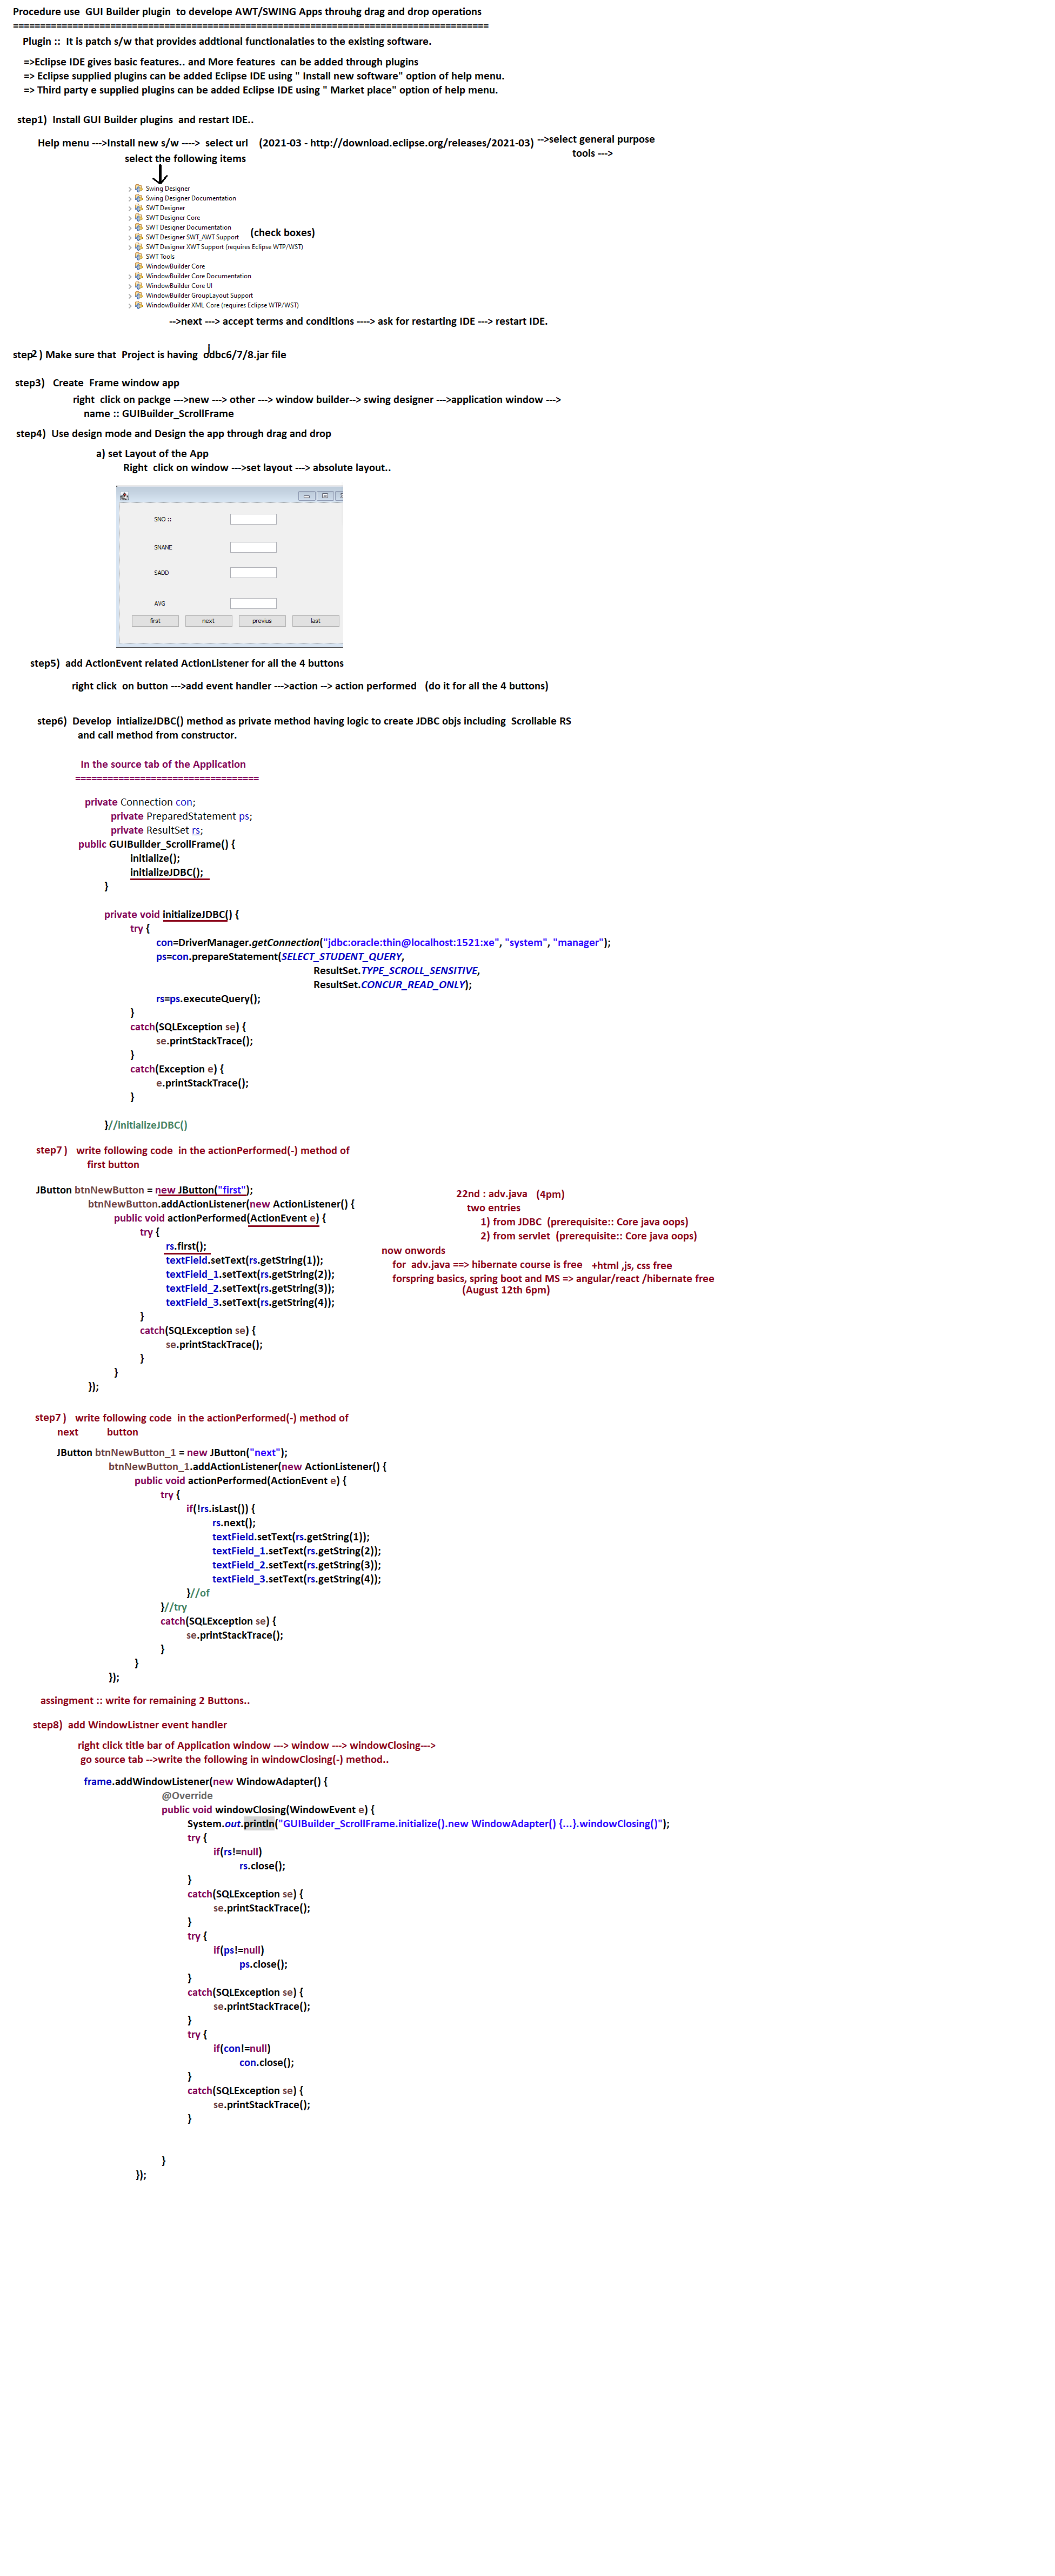 Procedure use  GUI Builder plugin  to develope AWT/SWING Apps throuhg drag and drop operations
========================================================================================
Plugin ::  It is patch s/w that provides addtional functionalaties to the existing software.
=>Eclipse IDE gives basic features.. and More features  can be added through plugins
=> Eclipse supplied plugins can be added Eclipse IDE using " Install new software" option of help menu.
=> Third party e supplied plugins can be added Eclipse IDE using " Market place" option of help menu.
step1)  Install GUI Builder plugins  and restart IDE..
Help menu --->Install new s/w ---->  select url    (2021-03 - http://download.eclipse.org/releases/2021-03) -->select general purpose
tools --->
select the following items
Swing Designer
Swing Designer Documentation
SWT Designer
SWT Designer Core
SWT Designer Documentation
(check boxes)
SWT Designer SWT_AWT Support
SWT Designer XWT Support (requires Eclipse WTP/WST)
SWT Tools
WindowBuilder Core
WindowBuilder Core Documentation
WindowBuilder Core UI
WindowBuilder GroupLayout Support
WindowBuilder XML Core (requires Eclipse WTP/WST)
-->next ---> accept terms and conditions ----> ask for restarting IDE ---> restart IDE.
j
step2 ) Make sure that  Project is having  odbc6/7/8.jar file
step3)   Create  Frame window app
right  click on packge --->new ---> other ---> window builder--> swing designer --->application window --->
name :: GUIBuilder_ScrollFrame
step4)  Use design mode and Design the app through drag and drop
a) set Layout of the App
Right  click on window --->set layout ---> absolute layout..
SNO ::
SNANE
SADD
AVG
first next previus last
step5)  add ActionEvent related ActionListener for all the 4 buttons
right click  on button --->add event handler --->action --> action performed   (do it for all the 4 buttons)
step6)  Develop  intializeJDBC() method as private method having logic to create JDBC objs including  Scrollable RS
and call method from constructor.
In the source tab of the Application
==================================
private Connection con;
private PreparedStatement ps;
private ResultSet rs;
public GUIBuilder_ScrollFrame() {
initialize();
initializeJDBC();
}
private void initializeJDBC() {
try {
con=DriverManager.getConnection("jdbc:oracle:thin@localhost:1521:xe", "system", "manager");
ps=con.prepareStatement(SELECT_STUDENT_QUERY,
ResultSet.TYPE_SCROLL_SENSITIVE,
ResultSet.CONCUR_READ_ONLY);
rs=ps.executeQuery();
}
catch(SQLException se) {
se.printStackTrace();
}
catch(Exception e) {
e.printStackTrace();
}
}//initializeJDBC()
step7 )   write following code  in the actionPerformed(-) method of
first button
JButton btnNewButton = new JButton("first");
btnNewButton.addActionListener(new ActionListener() {
public void actionPerformed(ActionEvent e) {
try {
rs.first();
textField.setText(rs.getString(1));
textField_1.setText(rs.getString(2));
textField_2.setText(rs.getString(3));
textField_3.setText(rs.getString(4));
}
catch(SQLException se) {
se.printStackTrace();
}
}
});
22nd : adv.java   (4pm)
two entries
1) from JDBC  (prerequisite:: Core java oops)
2) from servlet  (prerequisite:: Core java oops)
now onwords
for  adv.java ==> hibernate course is free   +html ,js, css free
forspring basics, spring boot and MS => angular/react /hibernate free
(August 12th 6pm)
step7 )   write following code  in the actionPerformed(-) method of
next button
JButton btnNewButton_1 = new JButton("next");
btnNewButton_1.addActionListener(new ActionListener() {
public void actionPerformed(ActionEvent e) {
try {
if(!rs.isLast()) {
rs.next();
textField.setText(rs.getString(1));
textField_1.setText(rs.getString(2));
textField_2.setText(rs.getString(3));
textField_3.setText(rs.getString(4));
}//of
}//try
catch(SQLException se) {
se.printStackTrace();
}
}
});
assingment :: write for remaining 2 Buttons..
step8)  add WindowListner event handler
right click title bar of Application window ---> window ---> windowClosing--->
go source tab -->write the following in windowClosing(-) method..
frame.addWindowListener(new WindowAdapter() {
@Override
public void windowClosing(WindowEvent e) {
System.out.println("GUIBuilder_ScrollFrame.initialize().new WindowAdapter() {...}.windowClosing()");
try {
if(rs!=null)
rs.close();
}
catch(SQLException se) {
se.printStackTrace();
}
try {
if(ps!=null)
ps.close();
}
catch(SQLException se) {
se.printStackTrace();
}
try {
if(con!=null)
con.close();
}
catch(SQLException se) {
se.printStackTrace();
}
}
});